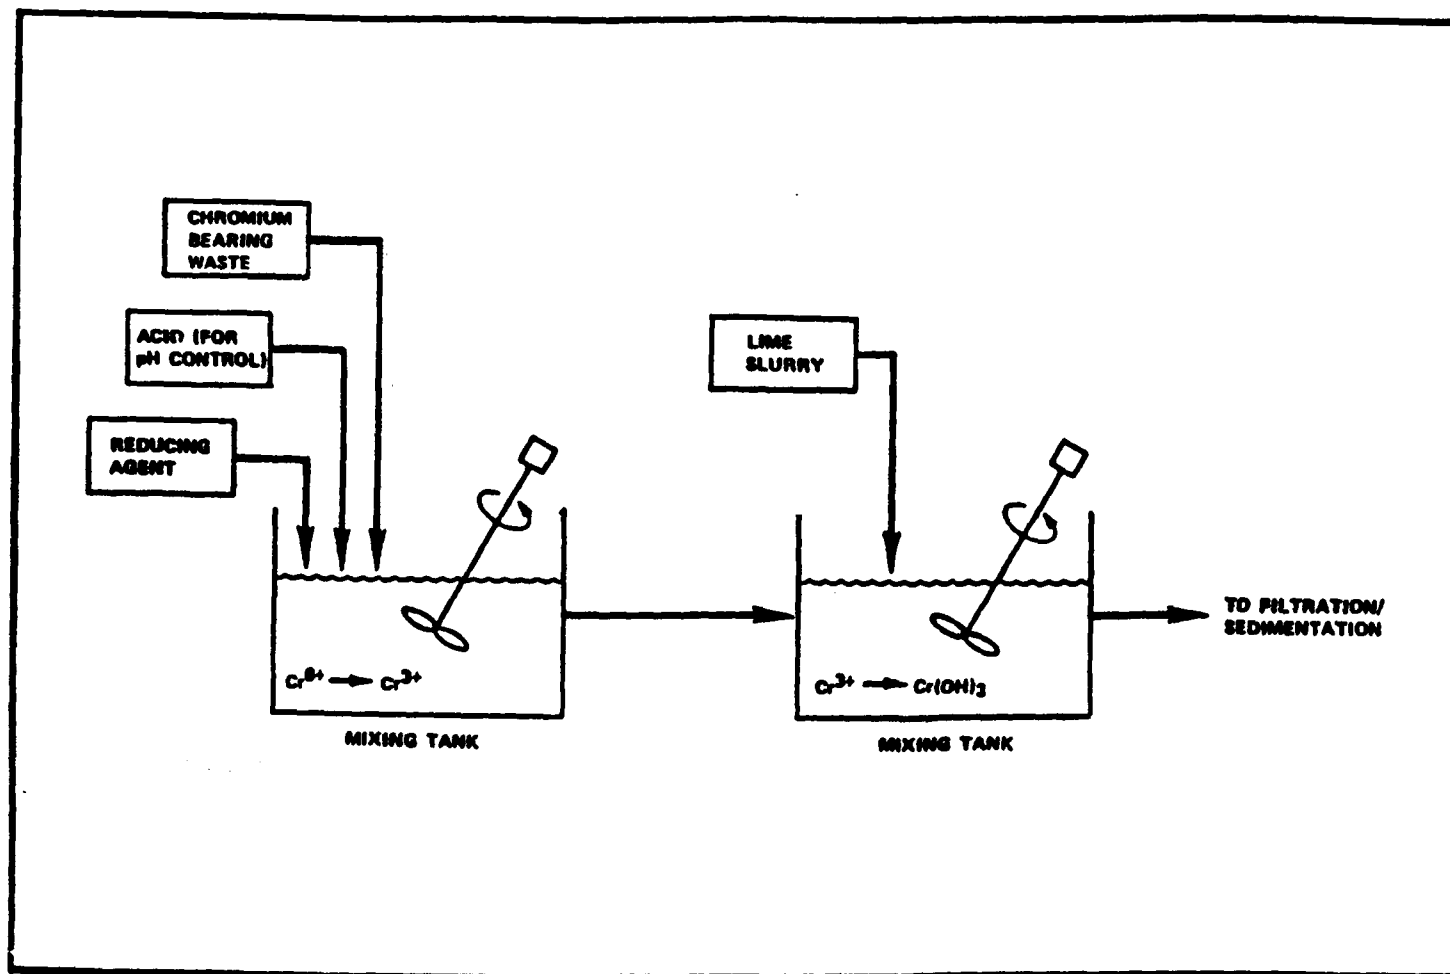 CHROMIUM
BEARING
WASTE
ACID (FOR
pH CONTROL)
REDUCING
AGENT
LIME
SLURRY
TO FILTRATION/
SEDIMENTATION
Cr⁶⁺ → Cr³⁺
Cr³⁺ → Cr(OH)₃
MIXING TANK
MIXING TANK